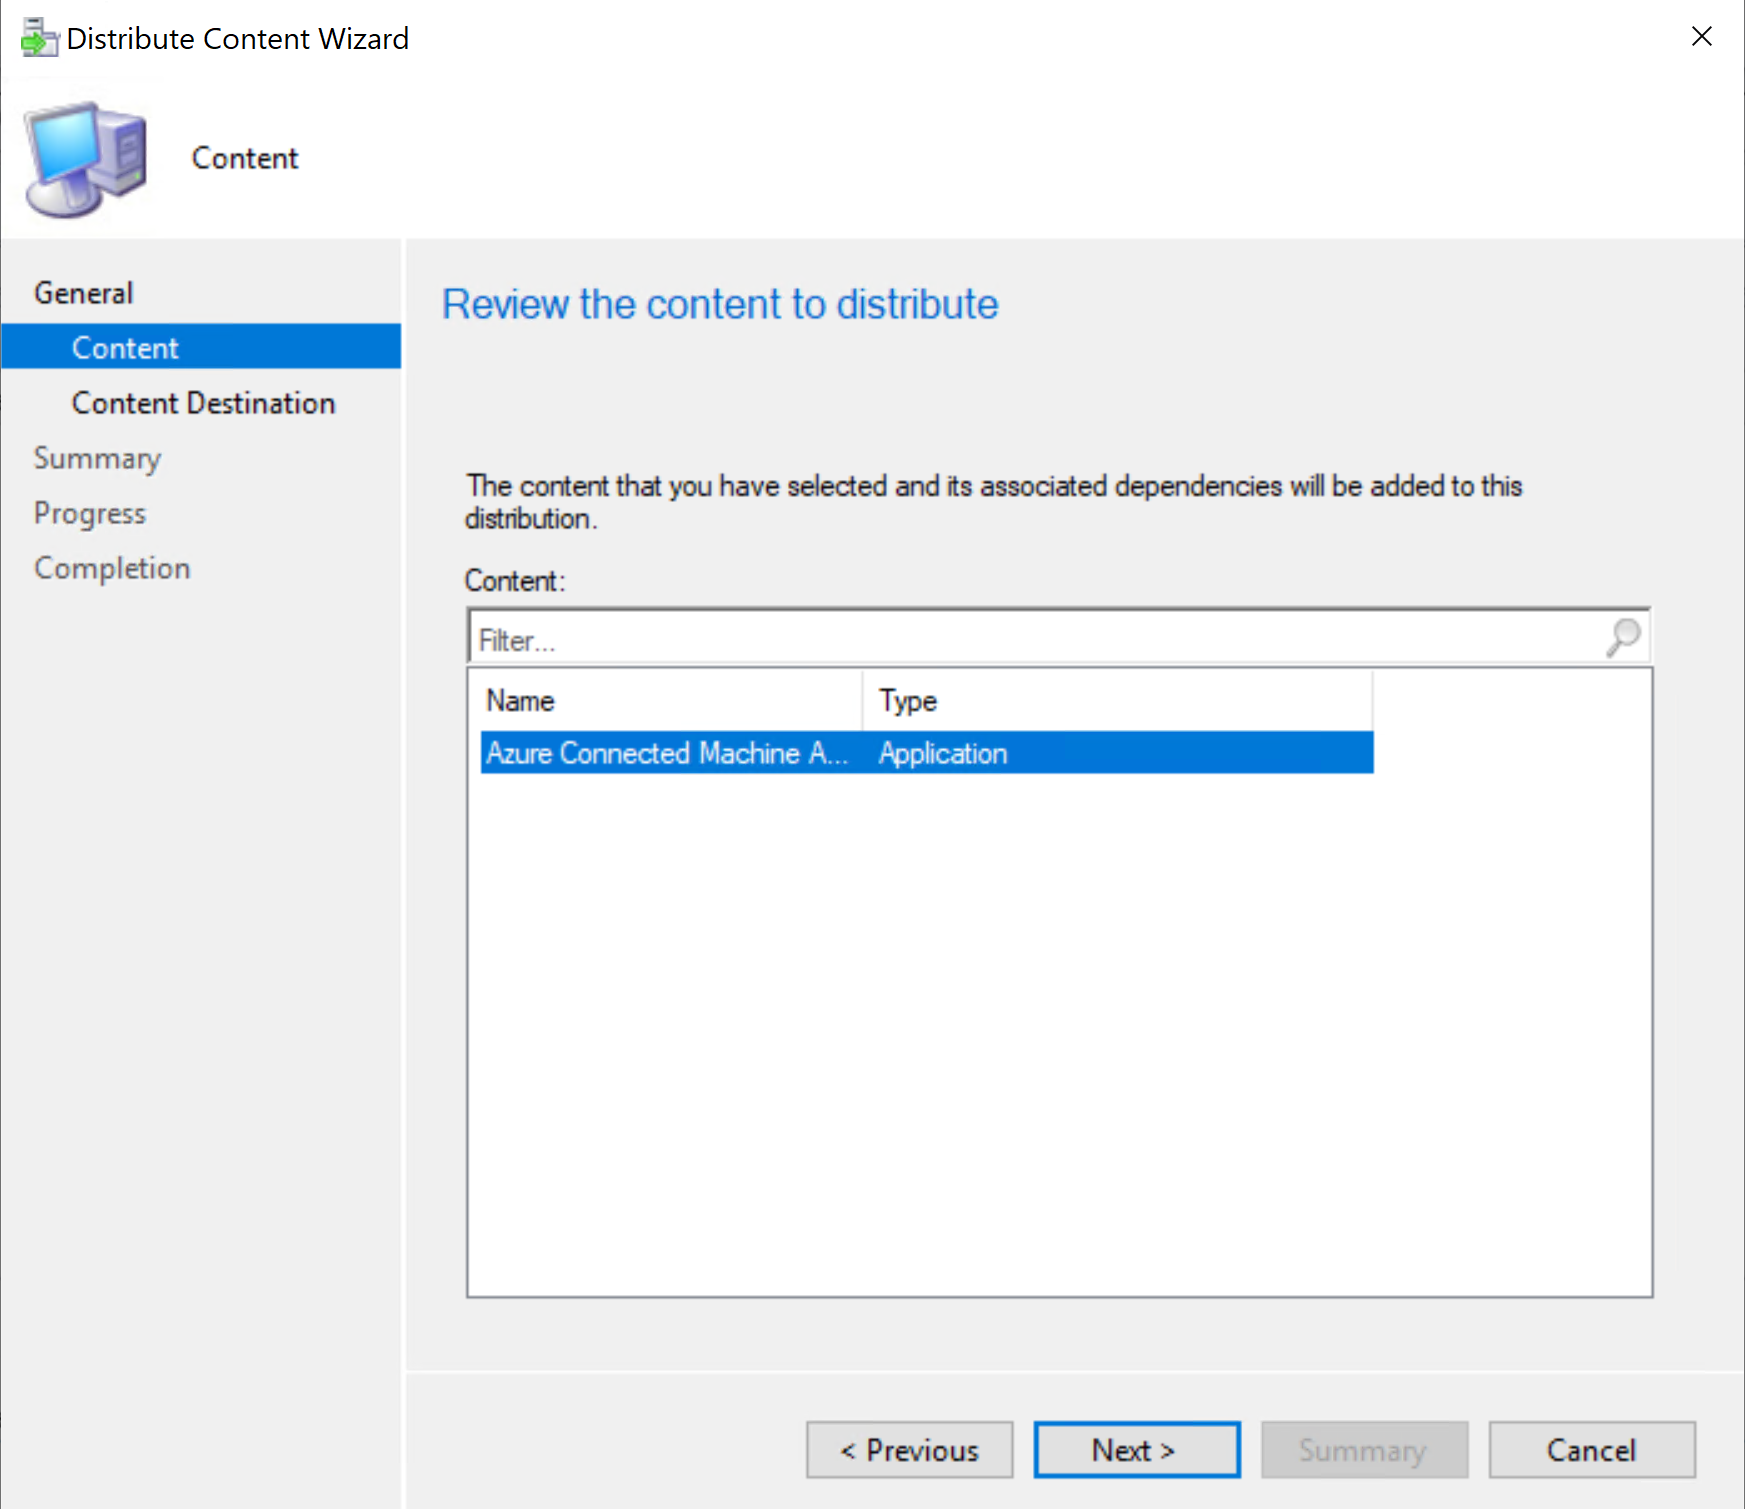 Distribute Content Wizard
Content
General
Content
Content Destination
Summary
Progress
Completion
Review the content to distribute
The content that you have selected and its associated dependencies will be added to this
distribution.
Content:
Filter...
Name Type
Azure Connected Machine A... Application
< Previous Next > Summary Cancel